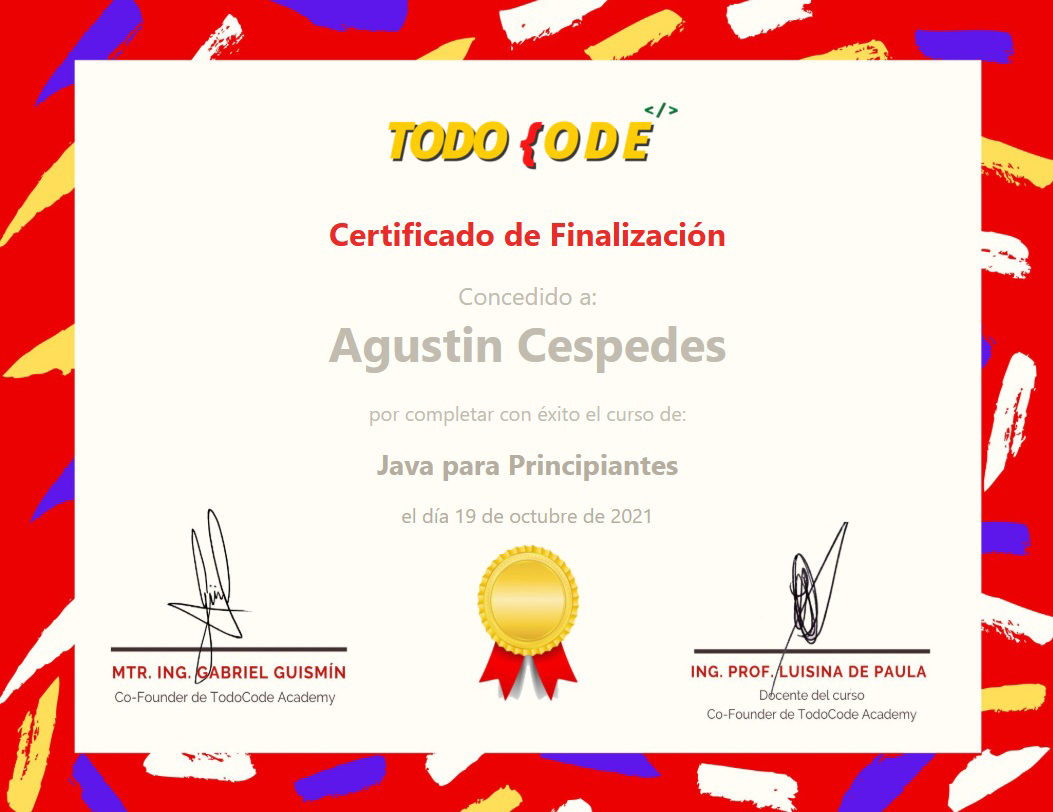 </>
TODO {ODE
Certificado de Finalización
Concedido a:
Agustin Cespedes
por completar con éxito el curso de:
Java para Principiantes
el día 19 de octubre de 2021
MTR. ING. GABRIEL GUISMÍN
Co-Founder de TodoCode Academy
ING. PROF. LUISINA DE PAULA
Docente del curso
Co-Founder de TodoCode Academy